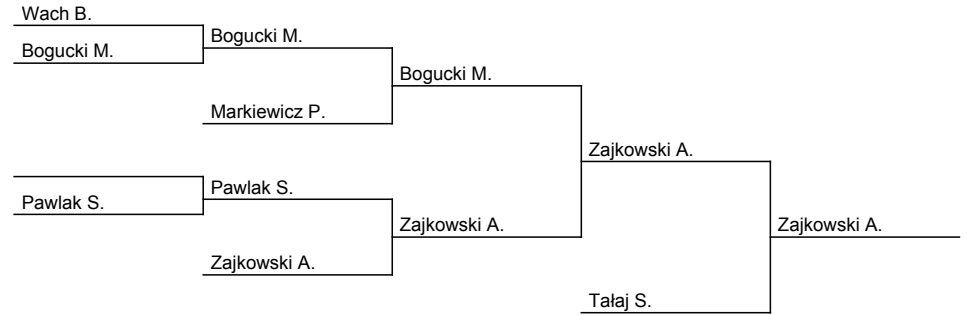 Wach B.
Bogucki M.
Bogucki M.
Bogucki M.
Markiewicz P.
Zajkowski A.
Pawlak S.
Pawlak S.
Zajkowski A.
Zajkowski A.
Zajkowski A.
Tałaj S.